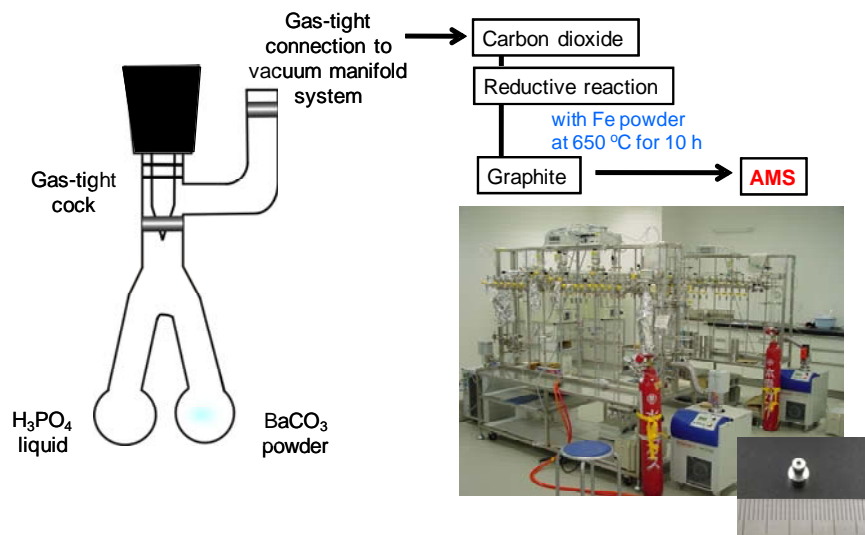 Gas-tight
connection to
vacuum manifold
system
Gas-tight
cock
H₃PO₄
liquid
BaCO₃
powder
Carbon dioxide
Reductive reaction
with Fe powder
at 650 ºC for 10 h
Graphite
AMS